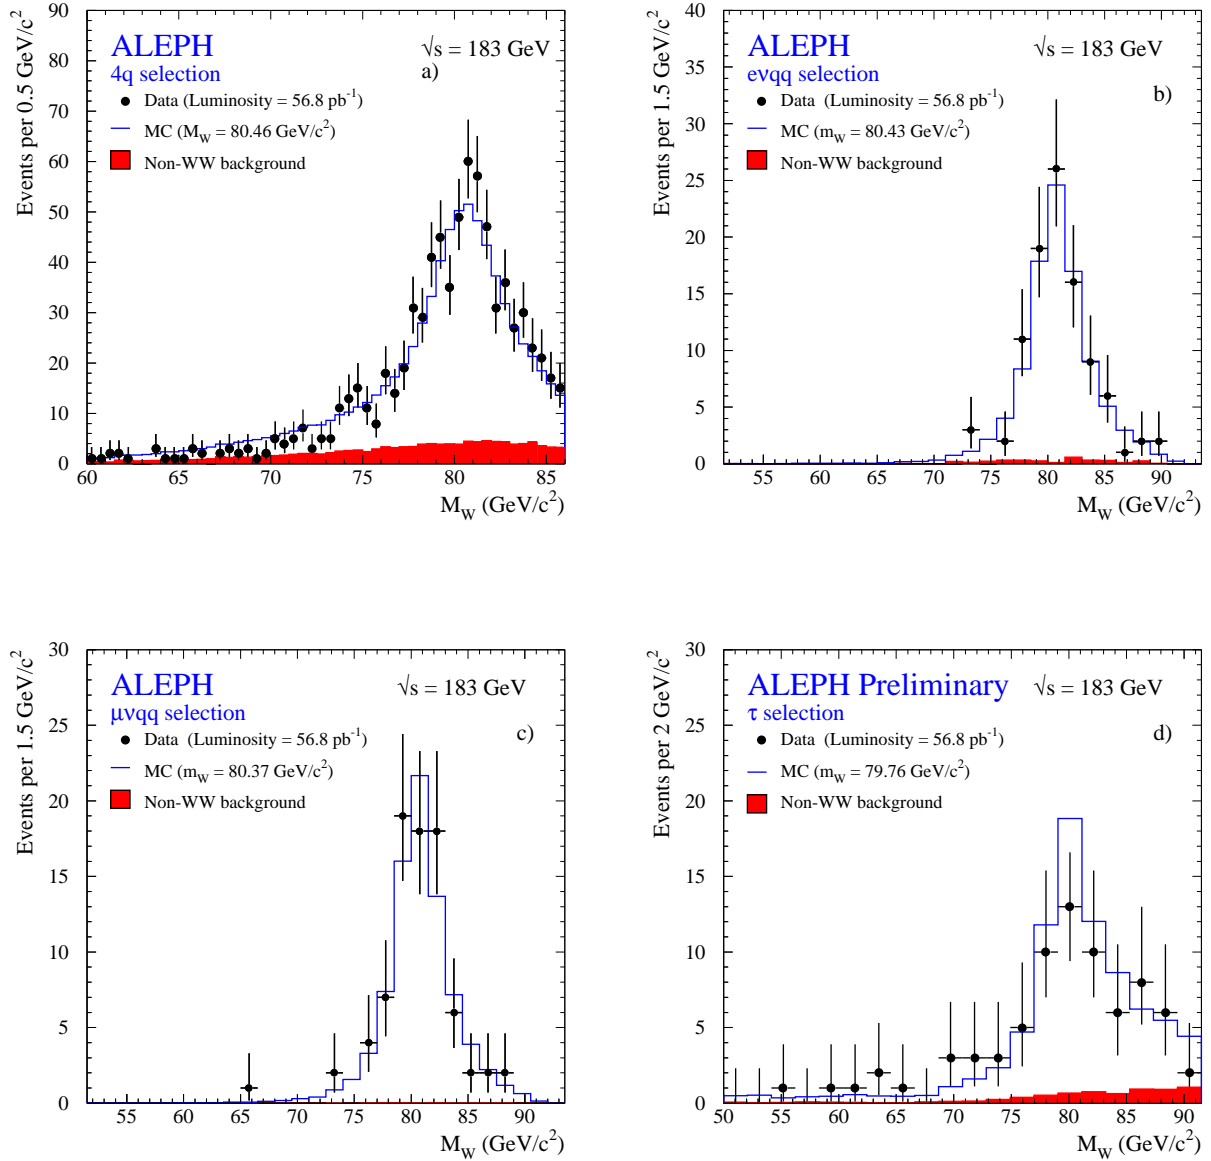 Events per 0.5 GeV/c²
90
80
70
60
50
40
30
20
10
0
ALEPH
4q selection
√s = 183 GeV
a)
Data (Luminosity = 56.8 pb⁻¹)
MC (M_W = 80.46 GeV/c²)
Non-WW background
60 65 70 75 80 85
M_W (GeV/c²)
Events per 1.5 GeV/c²
40
35
30
25
20
15
10
5
0
ALEPH
eνqq selection
√s = 183 GeV
b)
Data (Luminosity = 56.8 pb⁻¹)
MC (m_W = 80.43 GeV/c²)
Non-WW background
55 60 65 70 75 80 85 90
M_W (GeV/c²)
Events per 1.5 GeV/c²
30
25
20
15
10
5
0
ALEPH
μνqq selection
√s = 183 GeV
c)
Data (Luminosity = 56.8 pb⁻¹)
MC (m_W = 80.37 GeV/c²)
Non-WW background
55 60 65 70 75 80 85 90
M_W (GeV/c²)
Events per 2 GeV/c²
30
25
20
15
10
5
0
ALEPH Preliminary
τ selection
√s = 183 GeV
d)
Data (Luminosity = 56.8 pb⁻¹)
MC (m_W = 79.76 GeV/c²)
Non-WW background
50 55 60 65 70 75 80 85 90
M_W (GeV/c²)